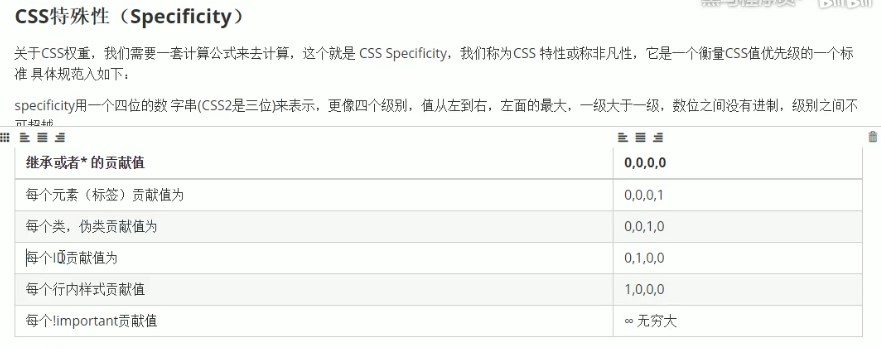 CSS特殊性（Specificity）
关于CSS权重，我们需要一套计算公式来去计算，这个就是 CSS Specificity，我们称为CSS 特性或称非凡性，它是一个衡量CSS值优先级的一个标
准 具体规范入如下：
specificity用一个四位的数 字串(CSS2是三位)来表示，更像四个级别，值从左到右，左面的最大，一级大于一级，数位之间没有进制，级别之间不
可超越
继承或者* 的贡献值 0,0,0,0
每个元素（标签）贡献值为 0,0,0,1
每个类，伪类贡献值为 0,0,1,0
每个ID贡献值为 0,1,0,0
每个行内样式贡献值 1,0,0,0
每个!important贡献值 ∞ 无穷大